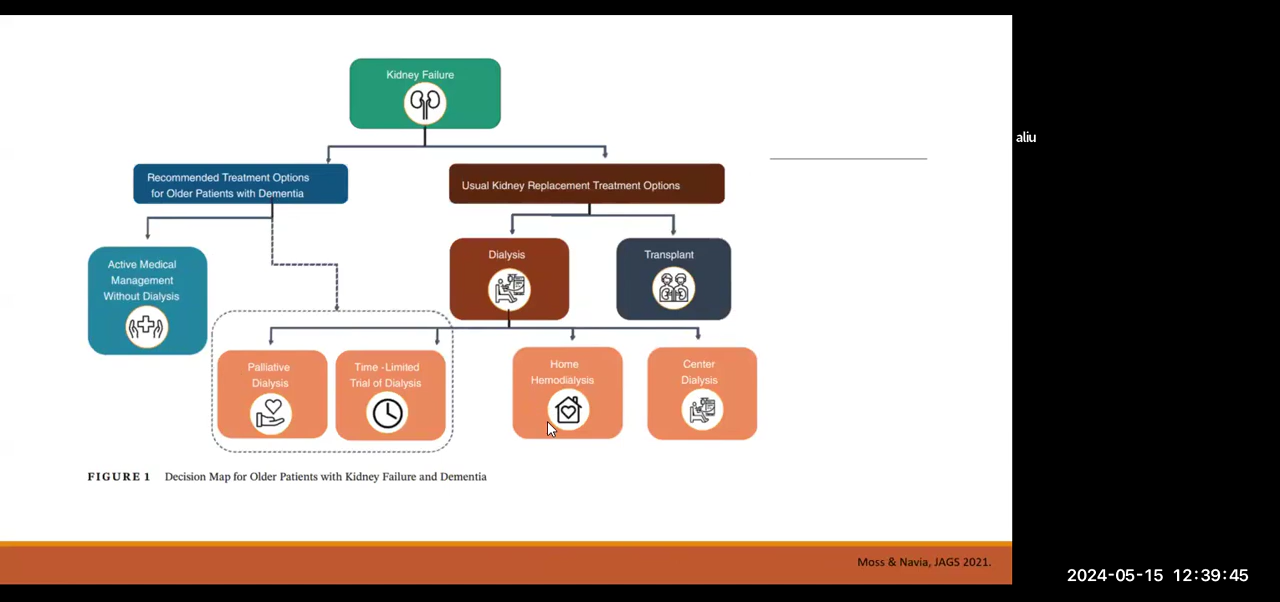 Kidney Failure
Recommended Treatment Options
for Older Patients with Dementia
Usual Kidney Replacement Treatment Options
Active Medical
Management
Without Dialysis
Dialysis
Transplant
Palliative
Dialysis
Time -Limited
Trial of Dialysis
Home
Hemodialysis
Center
Dialysis
FIGURE 1 Decision Map for Older Patients with Kidney Failure and Dementia
Moss & Navia, JAGS 2021.
aliu
2024-05-15 12:39:45